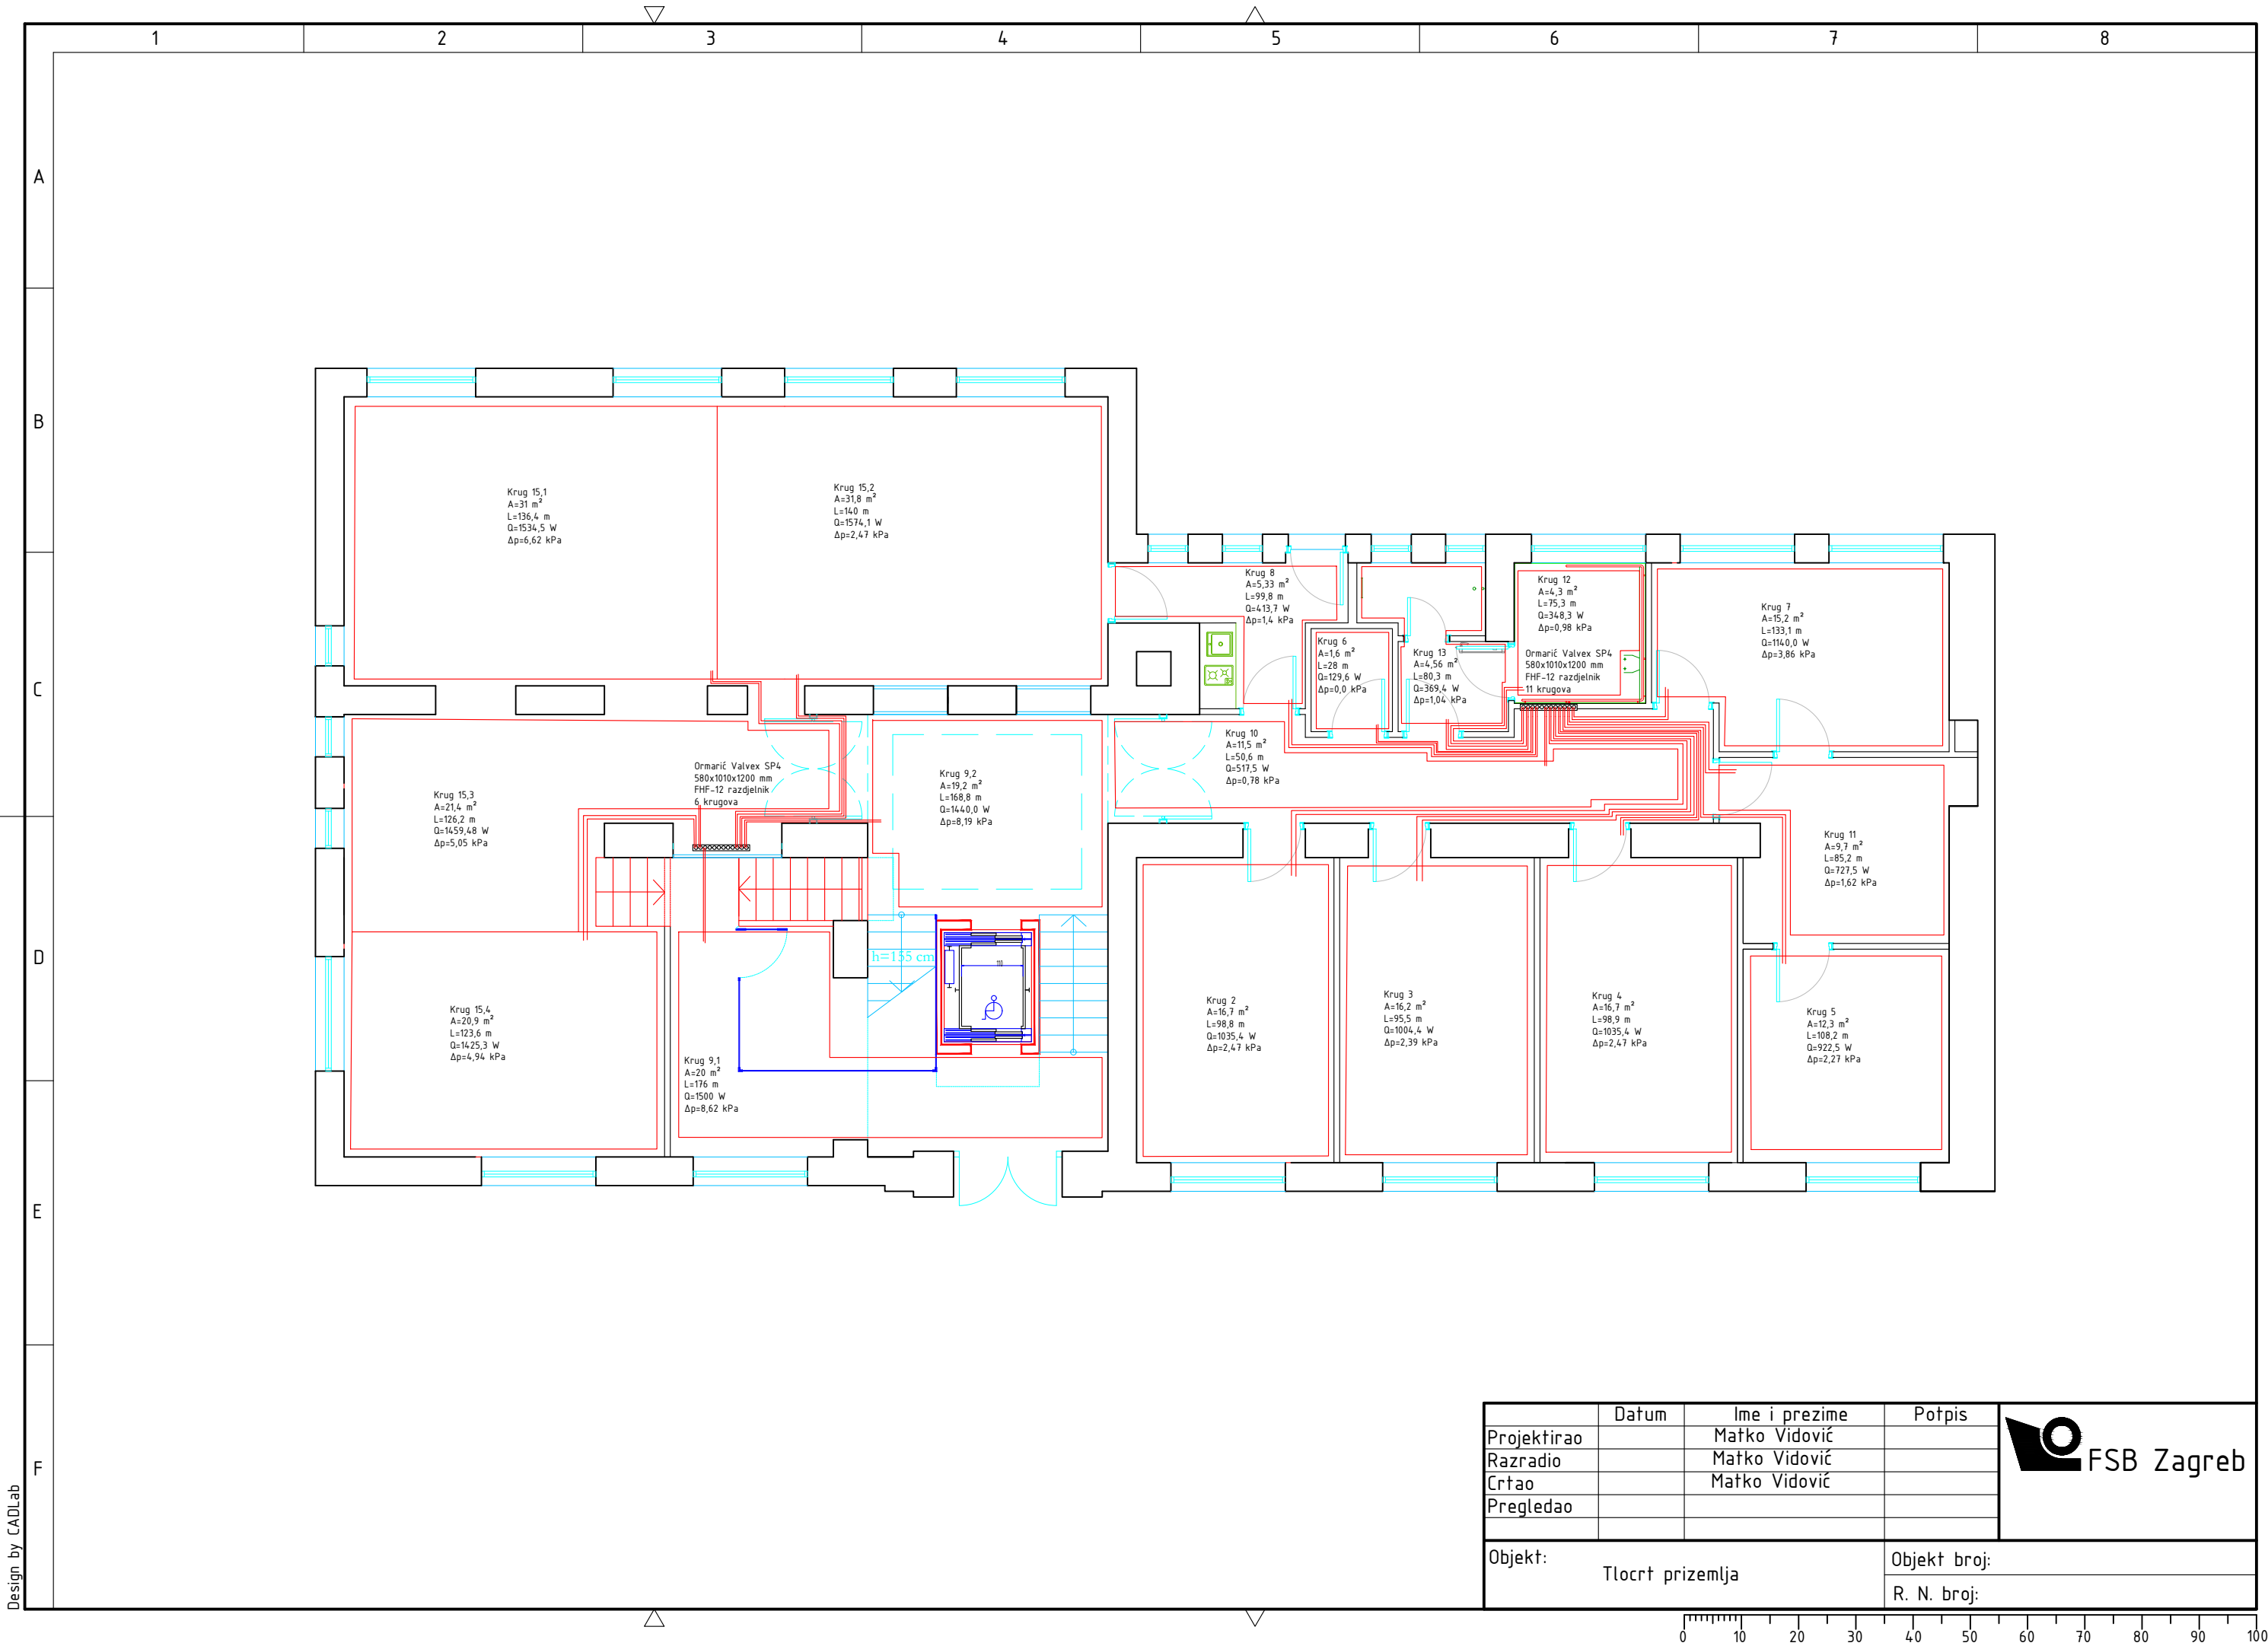 1 2 3 4 5 6 7 8
A
B
C
D
E
F
Krug 15,1
A=31 m²
L=136,4 m
Q=1534,5 W
Δp=6,62 kPa
Krug 15,2
A=31,8 m²
L=140 m
Q=1574,1 W
Δp=2,47 kPa
Krug 8
A=5,33 m²
L=99,8 m
Q=413,7 W
Δp=1,4 kPa
Krug 12
A=4,3 m²
L=75,3 m
Q=348,3 W
Δp=0,98 kPa
Krug 7
A=15,2 m²
L=133,1 m
Q=1140,0 W
Δp=3,86 kPa
Krug 6
A=1,6 m²
L=28 m
Q=129,6 W
Δp=0,0 kPa
Krug 13
A=4,56 m²
L=80,3 m
Q=369,4 W
Δp=1,04 kPa
Ormarić Valvex SP4
580x1010x1200 mm
FHF-12 razdjelnik
11 krugova
Krug 10
A=11,5 m²
L=50,6 m
Q=517,5 W
Δp=0,78 kPa
Ormarić Valvex SP4
580x1010x1200 mm
FHF-12 razdjelnik
6 krugova
Krug 9,2
A=19,2 m²
L=168,8 m
Q=1440,0 W
Δp=8,19 kPa
Krug 15,3
A=21,4 m²
L=126,2 m
Q=1459,48 W
Δp=5,05 kPa
Krug 11
A=9,7 m²
L=85,2 m
Q=727,5 W
Δp=1,62 kPa
h=155 cm
110
Krug 15,4
A=20,9 m²
L=123,6 m
Q=1425,3 W
Δp=4,94 kPa
Krug 9,1
A=20 m²
L=176 m
Q=1500 W
Δp=8,62 kPa
Krug 2
A=16,7 m²
L=98,8 m
Q=1035,4 W
Δp=2,47 kPa
Krug 3
A=16,2 m²
L=95,5 m
Q=1004,4 W
Δp=2,39 kPa
Krug 4
A=16,7 m²
L=98,9 m
Q=1035,4 W
Δp=2,47 kPa
Krug 5
A=12,3 m²
L=108,2 m
Q=922,5 W
Δp=2,27 kPa
Datum Ime i prezime Potpis
Projektirao Matko Vidović
Razradio Matko Vidović
Crtao Matko Vidović
Pregledao
FSB Zagreb
Objekt:
Tlocrt prizemlja
Objekt broj:
R. N. broj:
Design by CADLab
0 10 20 30 40 50 60 70 80 90 100